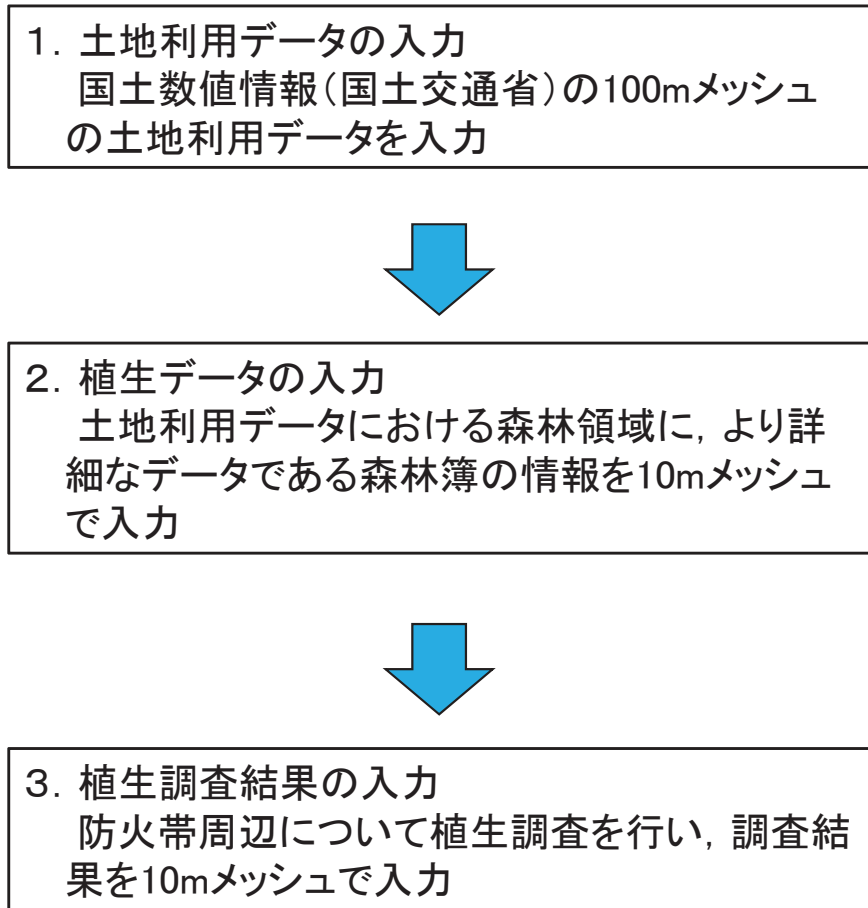 １．土地利用データの入力
国土数値情報（国土交通省）の100mメッシュ
の土地利用データを入力
２．植生データの入力
土地利用データにおける森林領域に，より詳
細なデータである森林簿の情報を10mメッシュ
で入力
３．植生調査結果の入力
防火帯周辺について植生調査を行い，調査結
果を10mメッシュで入力